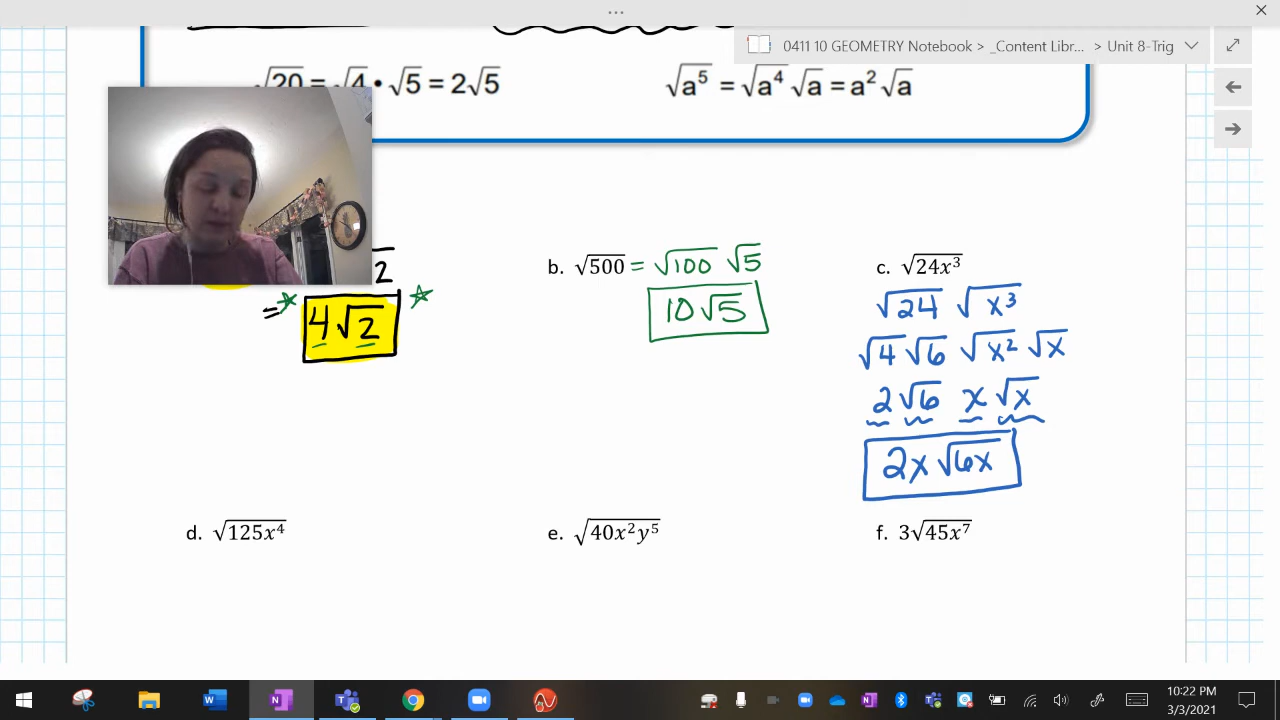 0411 10 GEOMETRY Notebook > _Content Libr... > Unit 8-Trig
√20 = √4 • √5 = 2√5
√a⁵ = √a⁴ √a = a² √a
2
= 4√2
b. √500 = √100 √5
10√5
c. √24x³
√24 √x³
√4 √6 √x² √x
2 √6 x √x
2x √6x
d. √125x⁴
e. √40x²y⁵
f. 3√45x⁷
10:22 PM
3/3/2021